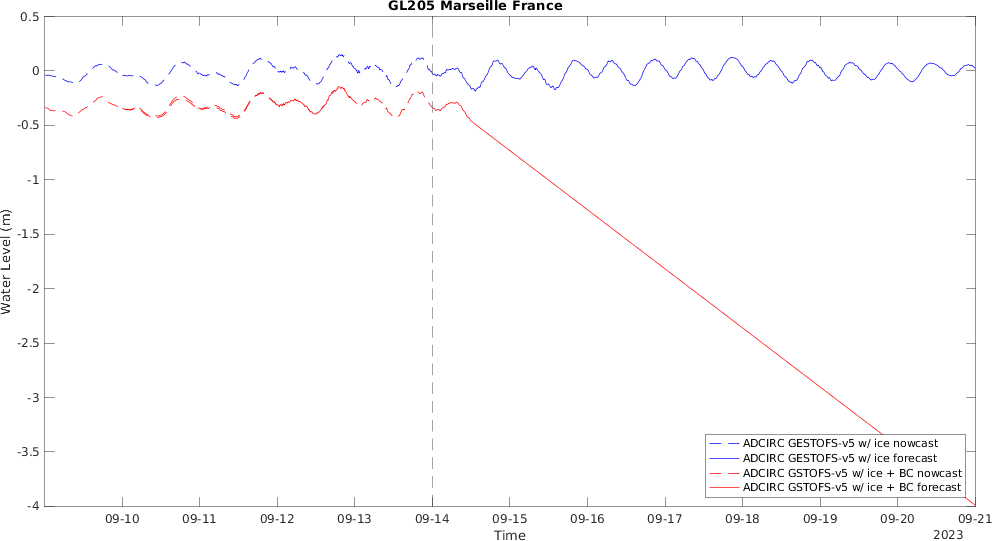 GL205 Marseille France
0.5
0
-0.5
-1
-1.5
-2
-2.5
-3
-3.5
-4
Water Level (m)
ADCIRC GESTOFS-v5 w/ ice nowcast
ADCIRC GESTOFS-v5 w/ ice forecast
ADCIRC GSTOFS-v5 w/ ice + BC nowcast
ADCIRC GSTOFS-v5 w/ ice + BC forecast
09-10 09-11 09-12 09-13 09-14 09-15 09-16 09-17 09-18 09-19 09-20 09-21
Time
2023